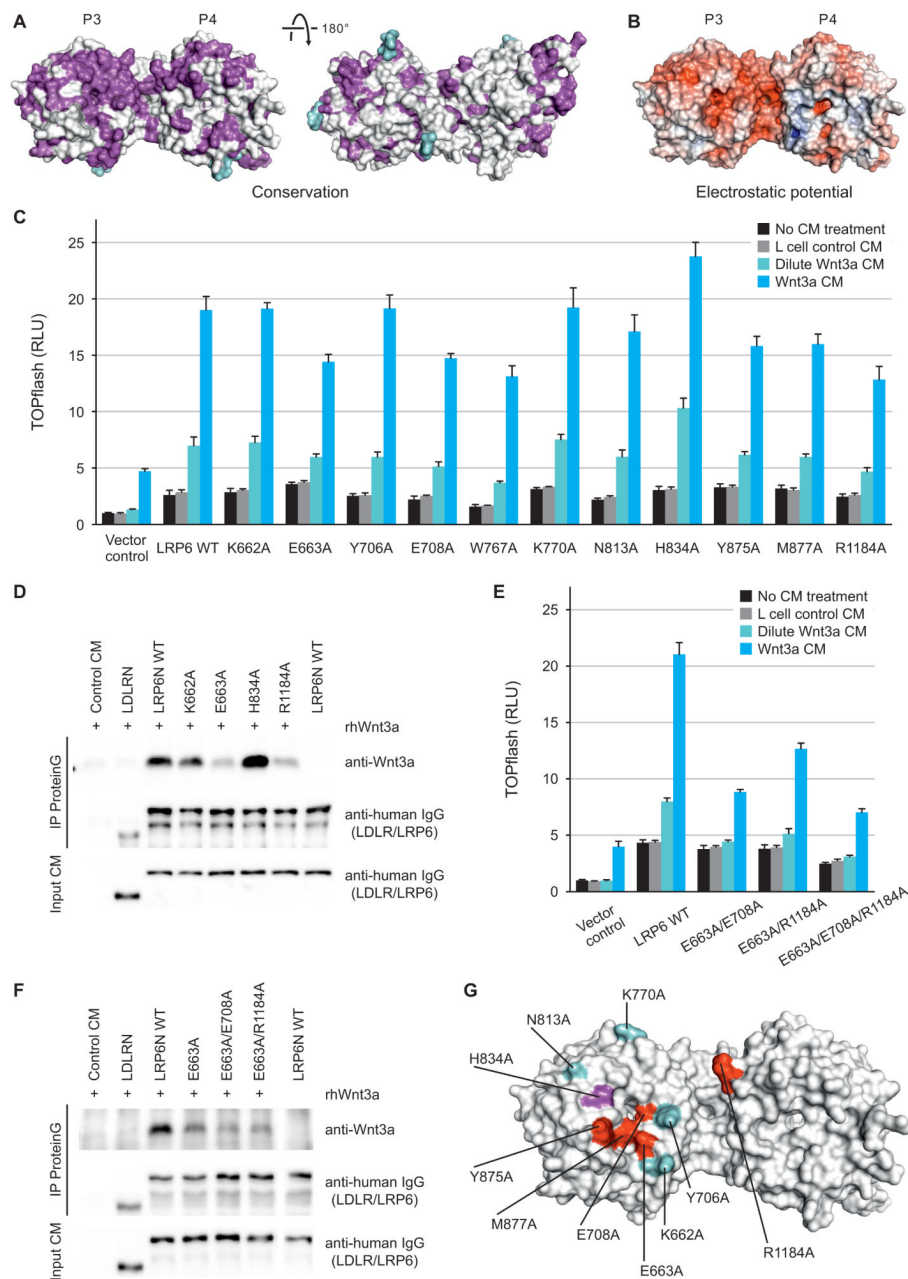 A
P3
P4
180°
Conservation
B
P3
P4
Electrostatic potential
C
No CM treatment
L cell control CM
Dilute Wnt3a CM
Wnt3a CM
TOPflash (RLU)
25
20
15
10
5
0
Vector control
LRP6 WT
K662A
E663A
Y706A
E708A
W767A
K770A
N813A
H834A
Y875A
M877A
R1184A
D
Control CM
LDLRN
LRP6N WT
K662A
E663A
H834A
R1184A
LRP6N WT
+ + + + + + + rhWnt3a
IP ProteinG
anti-Wnt3a
anti-human IgG
(LDLR/LRP6)
Input CM
anti-human IgG
(LDLR/LRP6)
E
No CM treatment
L cell control CM
Dilute Wnt3a CM
Wnt3a CM
TOPflash (RLU)
25
20
15
10
5
0
Vector
control
LRP6 WT
E663A/E708A
E663A/R1184A
E663A/E708A/R1184A
F
Control CM
LDLRN
LRP6N WT
E663A
E663A/E708A
E663A/R1184A
LRP6N WT
+ + + + + + rhWnt3a
IP ProteinG
anti-Wnt3a
anti-human IgG
(LDLR/LRP6)
Input CM
anti-human IgG
(LDLR/LRP6)
G
K770A
N813A
H834A
Y875A
M877A
E708A
E663A
K662A
Y706A
R1184A